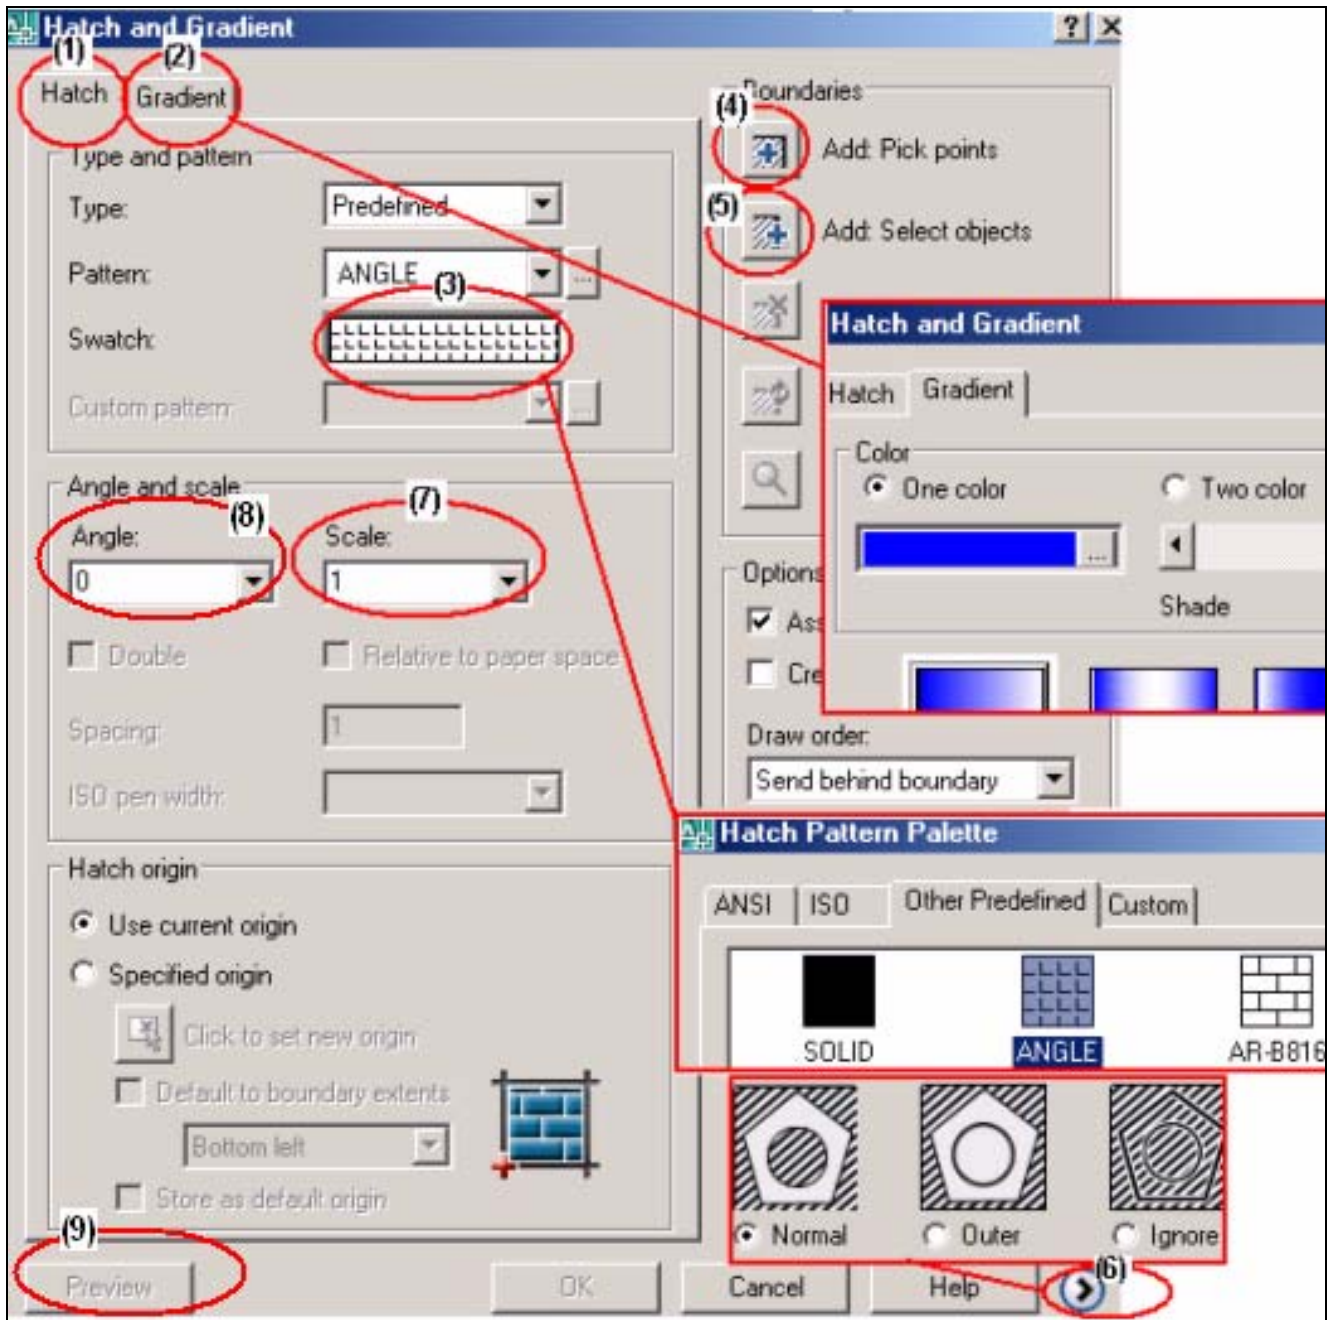 Hatch and Gradient
(1)
(2)
Hatch
Gradient
Type and pattern
Type:
Predefined
Pattern:
ANGLE
...
(3)
Swatch:
Custom pattern:
...
Angle and scale
(8)
(7)
Angle:
Scale:
0
1
Double
Relative to paper space
Spacing:
1
ISO pen width:
Hatch origin
Use current origin
Specified origin
Click to set new origin
Default to boundary extents
Bottom left
Store as default origin
(9)
Preview
OK
Cancel
Help
(6)
Boundaries
(4)
Add: Pick points
(5)
Add: Select objects
Options
Ass
Cre
Draw order:
Send behind boundary
Hatch and Gradient
Hatch
Gradient
Color
One color
Two color
...
Shade
Hatch Pattern Palette
ANSI
ISO
Other Predefined
Custom
SOLID
ANGLE
AR-B816
Normal
Outer
Ignore